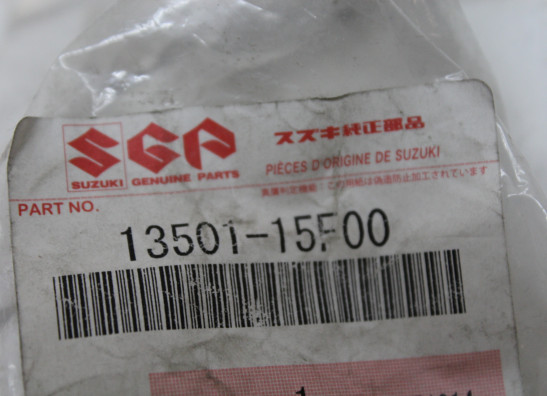 SGP スズキ純正部品
SUZUKI GENUINE PARTS PIÈCES D'ORIGINE DE SUZUKI
PART NO.
13501-15F00
1